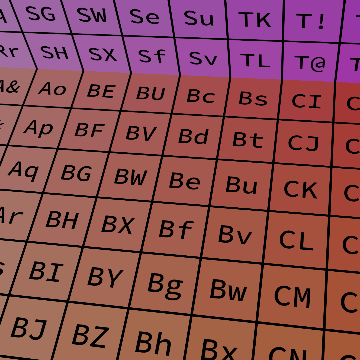 SG SW Se Su TK T!
Rr SH SX Sf Sv TL T@
A& Ao BE BU Bc Bs CI
Ap BF BV Bd Bt CJ
Aq BG BW Be Bu CK
Ar BH BX Bf Bv CL
BI BY Bg Bw CM
BJ BZ Bh Bx CN